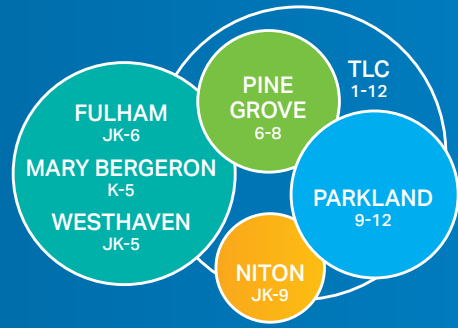 FULHAM
JK-6
MARY BERGERON
K-5
WESTHAVEN
JK-5
PINE
GROVE
6-8
TLC
1-12
PARKLAND
9-12
NITON
JK-9